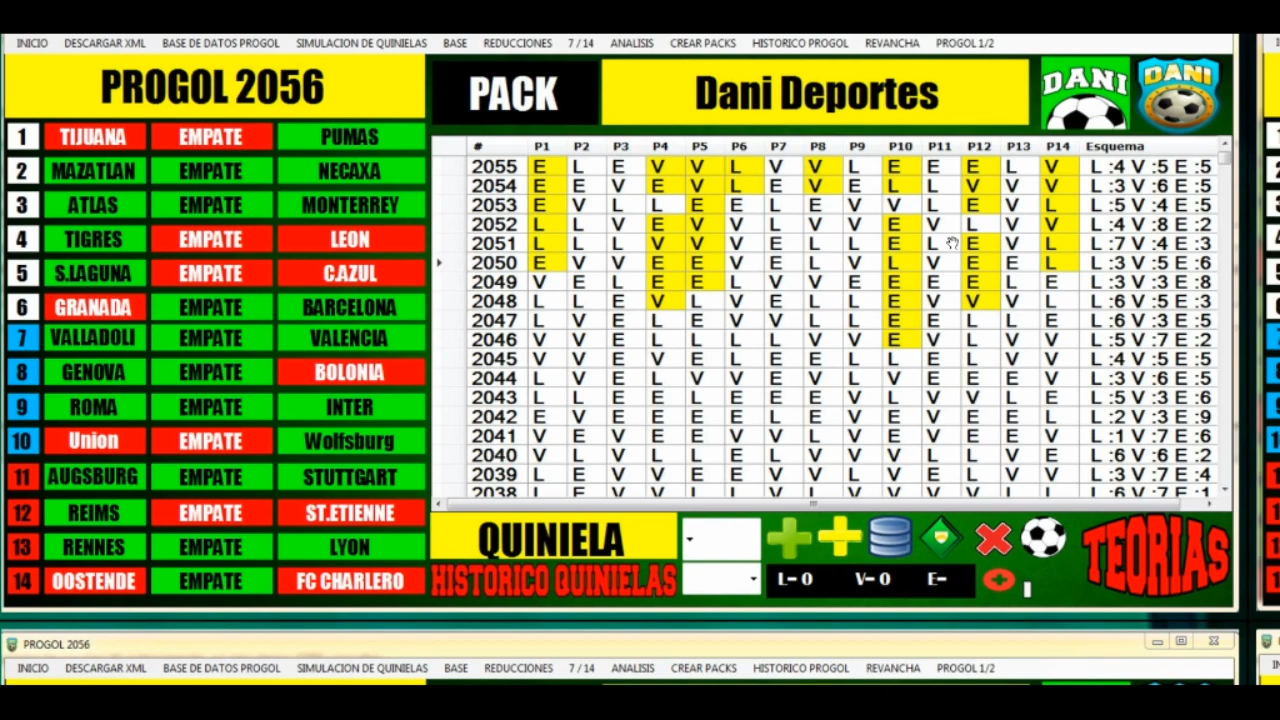 INICIO DESCARGAR XML BASE DE DATOS PROGOL SIMULACION DE QUINIELAS BASE REDUCCIONES 7 / 14 ANALISIS CREAR PACKS HISTORICO PROGOL REVANCHA PROGOL 1/2
PROGOL 2056
PACK
Dani Deportes
DANI
DANI
1 TIJUANA EMPATE PUMAS
2 MAZATLAN EMPATE NECAXA
3 ATLAS EMPATE MONTERREY
4 TIGRES EMPATE LEON
5 S.LAGUNA EMPATE C.AZUL
6 GRANADA EMPATE BARCELONA
7 VALLADOLI EMPATE VALENCIA
8 GENOVA EMPATE BOLONIA
9 ROMA EMPATE INTER
10 Union EMPATE Wolfsburg
11 AUGSBURG EMPATE STUTTGART
12 REIMS EMPATE ST.ETIENNE
13 RENNES EMPATE LYON
14 OOSTENDE EMPATE FC CHARLERO
# P1 P2 P3 P4 P5 P6 P7 P8 P9 P10 P11 P12 P13 P14 Esquema
2055 E L E V V L V V L E E E L V L :4 V :5 E :5
2054 E E V E V L E V E L L V V L L :3 V :6 E :5
2053 E V L L E E L E V V L E V L L :5 V :4 E :5
2052 L L V E V V L V V E V L V V L :4 V :8 E :2
2051 L L L V V V E L L E L E V L L :7 V :4 E :3
2050 E V V E E V E L V L V E E L L :3 V :5 E :6
2049 V E L E E L V V E E E E L E L :3 V :3 E :8
2048 L L E V L V E L L E V V V L L :6 V :5 E :3
2047 L V E L E V V L L E E L L E L :6 V :3 E :5
2046 V V E L L L L V V E V L V V L :5 V :7 E :2
2045 V V E V E L E E L L E L V V L :4 V :5 E :5
2044 L V E L V V E V L V E E E V L :3 V :6 E :5
2043 L E E L L E E V L V E L V E L :5 V :3 E :6
2042 E V E E E E L E V E V E E L L :2 V :3 E :9
2041 V E V E E V V L V E V E E V L :1 V :7 E :6
2040 V L V L L E L V V V L L V E L :6 V :6 E :2
2039 L E V V E E V V L V L E V V L :3 V :7 E :4
2038
QUINIELA
HISTORICO QUINIELAS
L= 0 V= 0 E=
TEORIAS
PROGOL 2056
INICIO DESCARGAR XML BASE DE DATOS PROGOL SIMULACION DE QUINIELAS BASE REDUCCIONES 7 / 14 ANALISIS CREAR PACKS HISTORICO PROGOL REVANCHA PROGOL 1/2